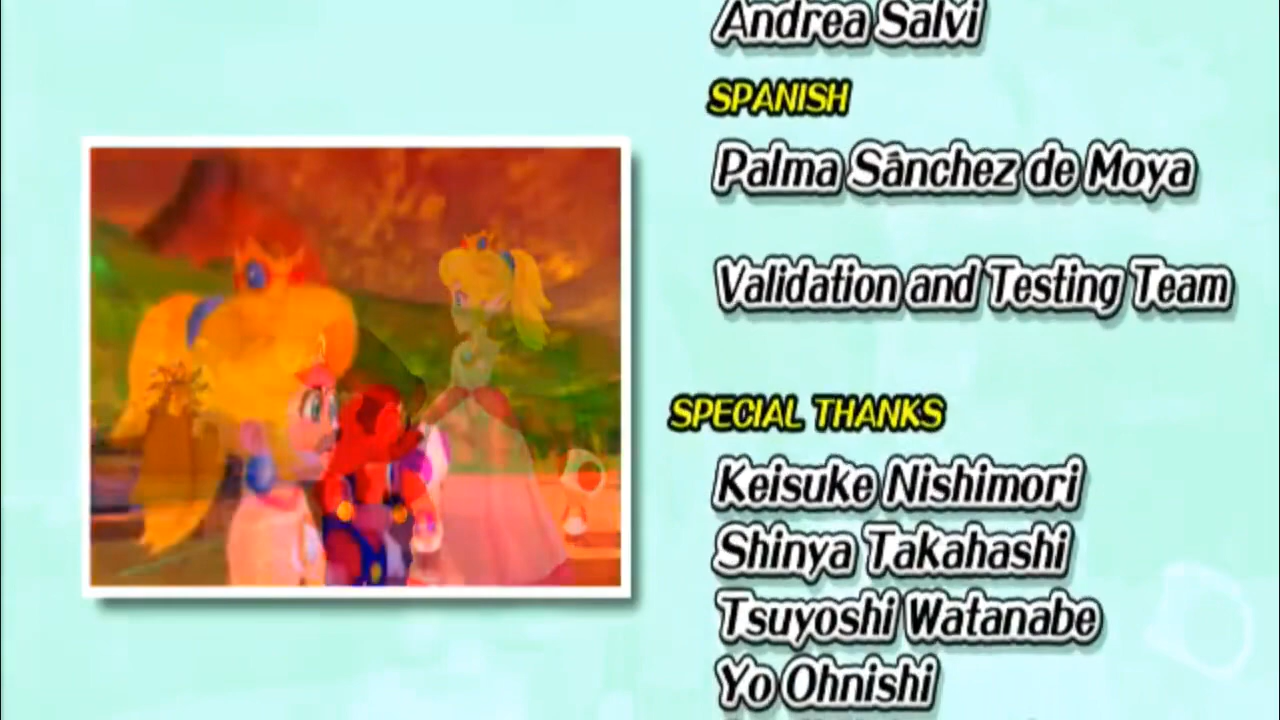 Andrea Salvi
SPANISH
Palma Sánchez de Moya
Validation and Testing Team
SPECIAL THANKS
Keisuke Nishimori
Shinya Takahashi
Tsuyoshi Watanabe
Yo Ohnishi